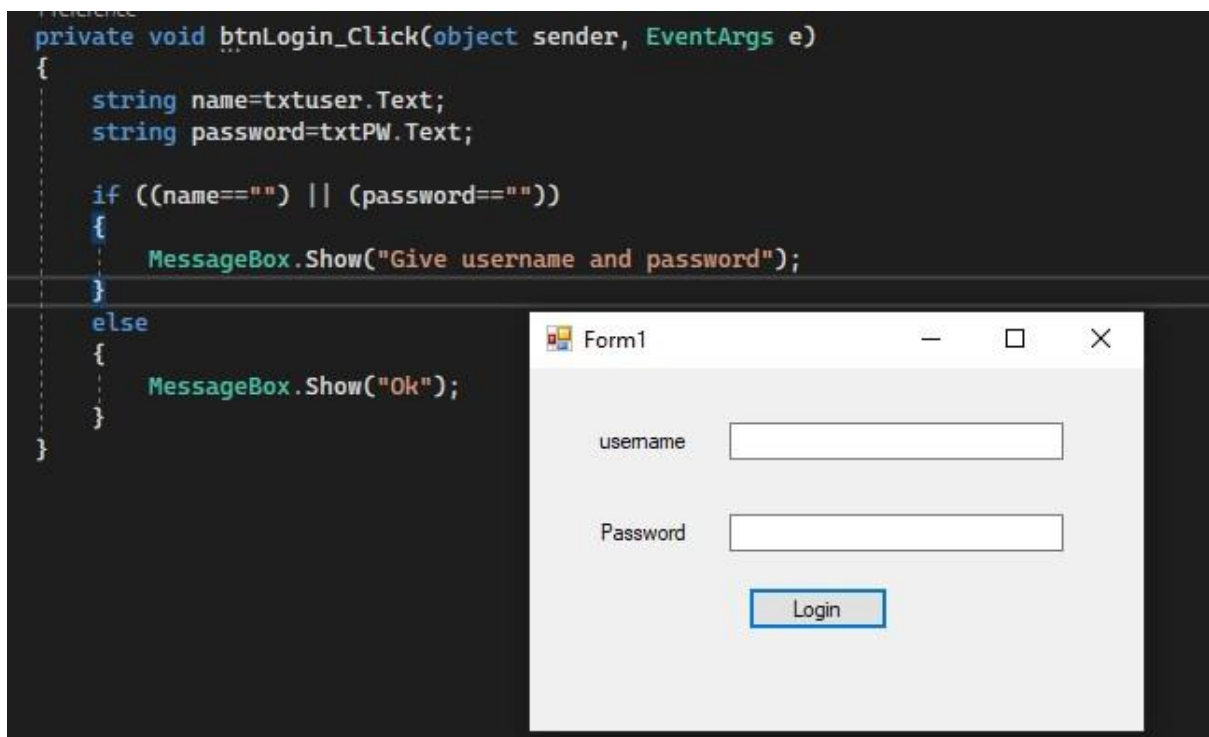 private void btnLogin_Click(object sender, EventArgs e)
{
string name=txtuser.Text;
string password=txtPW.Text;
if ((name=="") || (password==""))
{
MessageBox.Show("Give username and password");
}
else
{
MessageBox.Show("Ok");
}
}
Form1
username
Password
Login